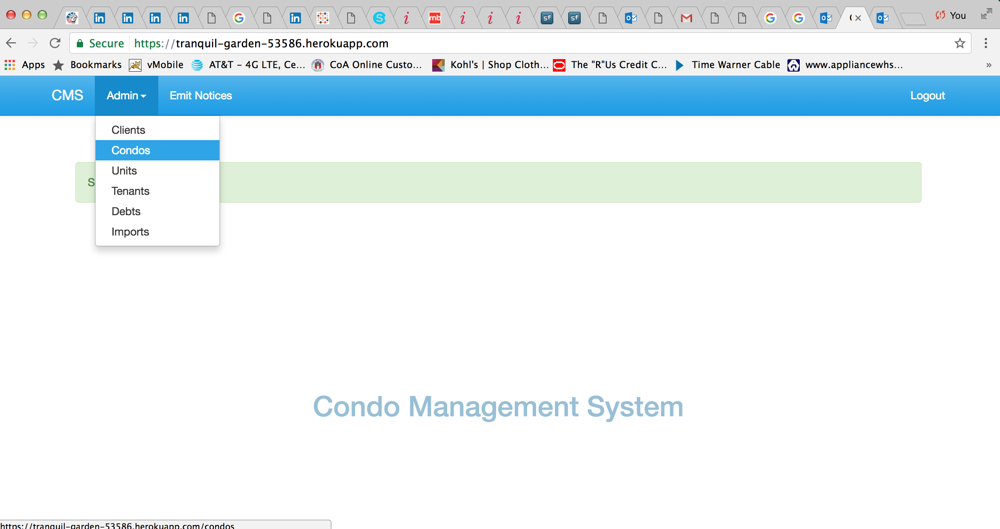 You
Secure https://tranquil-garden-53586.herokuapp.com
Apps Bookmarks vMobile AT&T – 4G LTE, Ce... CoA Online Custo... Kohl's | Shop Cloth... The "R"Us Credit C... Time Warner Cable www.appliancewhs... »
CMS Admin Emit Notices Logout
Clients
Condos
S
Units
Tenants
Debts
Imports
Condo Management System
https://tranquil-garden-53586.herokuapp.com/condos